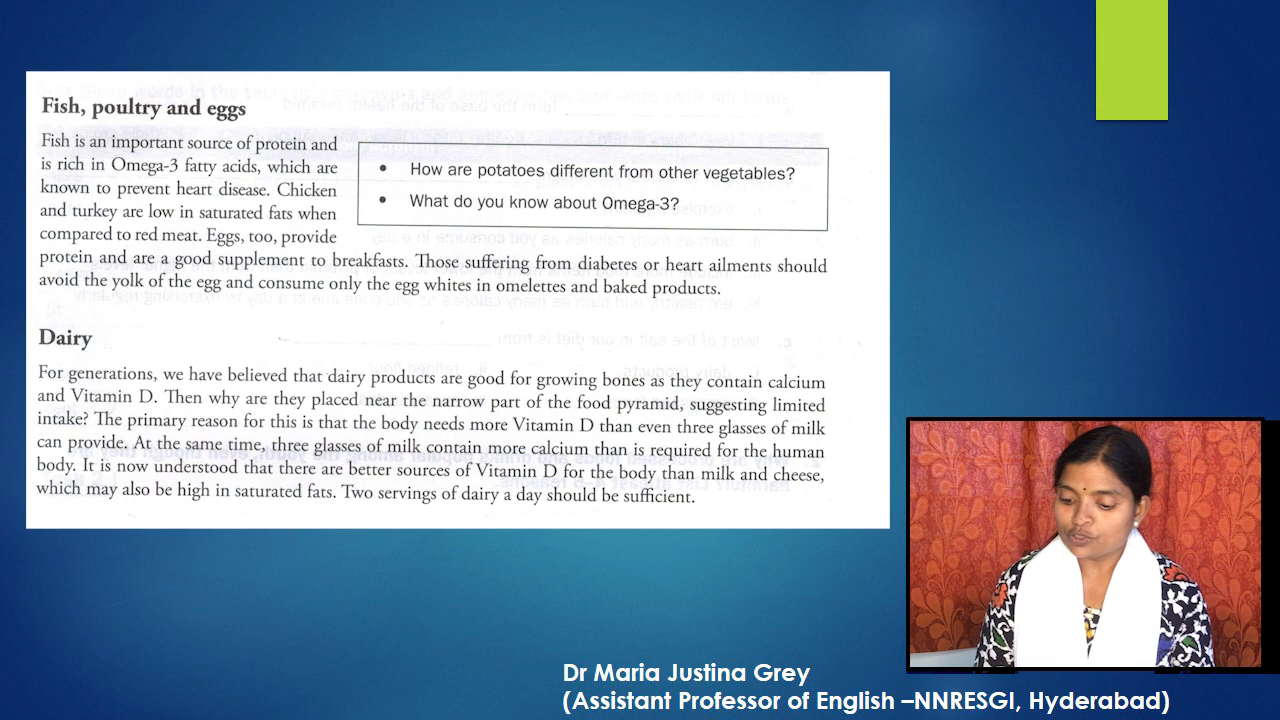 Fish, poultry and eggs
Fish is an important source of protein and
is rich in Omega-3 fatty acids, which are
known to prevent heart disease. Chicken
and turkey are low in saturated fats when
compared to red meat. Eggs, too, provide
protein and are a good supplement to breakfasts. Those suffering from diabetes or heart ailments should
avoid the yolk of the egg and consume only the egg whites in omelettes and baked products.
• How are potatoes different from other vegetables?
• What do you know about Omega-3?
Dairy
For generations, we have believed that dairy products are good for growing bones as they contain calcium
and Vitamin D. Then why are they placed near the narrow part of the food pyramid, suggesting limited
intake? The primary reason for this is that the body needs more Vitamin D than even three glasses of milk
can provide. At the same time, three glasses of milk contain more calcium than is required for the human
body. It is now understood that there are better sources of Vitamin D for the body than milk and cheese,
which may also be high in saturated fats. Two servings of dairy a day should be sufficient.
Dr Maria Justina Grey
(Assistant Professor of English –NNRESGI, Hyderabad)